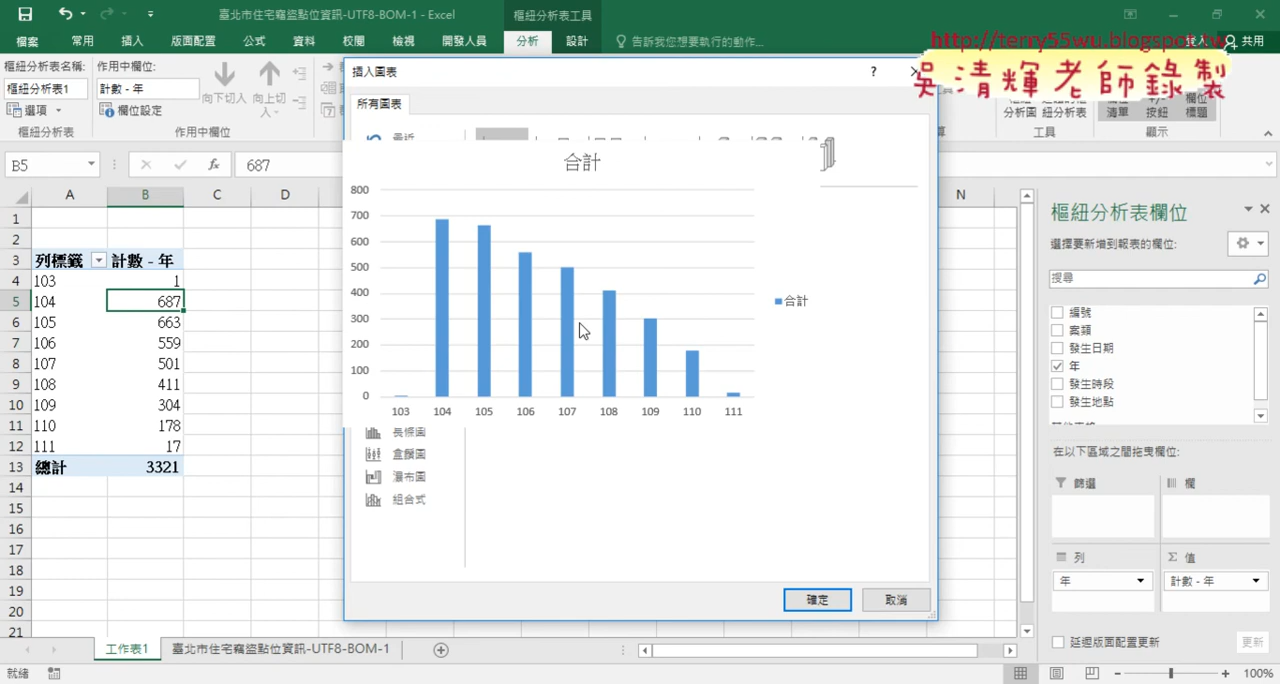 臺北市住宅竊盜點位資訊-UTF8-BOM-1 - Excel
樞紐分析表工具
檔案 常用 插入 版面配置 公式 資料 校閱 檢視 開發人員 分析 設計 告訴我您想要執行的動作... 登入 共用
http://terry55wu.blogspot.tw
吳清輝老師錄製
樞紐分析表名稱: 作用中欄位:
樞紐分析表1 計數 - 年
選項 欄位設定 向下切入 向上切入
樞紐分析表 作用中欄位 工具 顯示
清單 按鈕 標題
插入圖表 ?
所有圖表
最近
B5 fx 687
A B C D N
列標籤 計數 - 年
103 1
104 687
105 663
106 559
107 501
108 411
109 304
110 178
111 17
總計 3321
1
2
3
4
5
6
7
8
9
10
11
12
13
14
15
16
17
18
19
20
21
合計
800
700
600
500
400
300
200
100
0
103 104 105 106 107 108 109 110 111
合計
長條圖
盒鬚圖
瀑布圖
組合式
確定 取消
樞紐分析表欄位
選擇要新增到報表的欄位:
搜尋
編號
案類
發生日期
年
發生時段
發生地點
在以下區域之間拖曳欄位:
篩選 欄
列 值
年 計數 - 年
延遲版面配置更新 更新
工作表1 臺北市住宅竊盜點位資訊-UTF8-BOM-1
就緒 100%